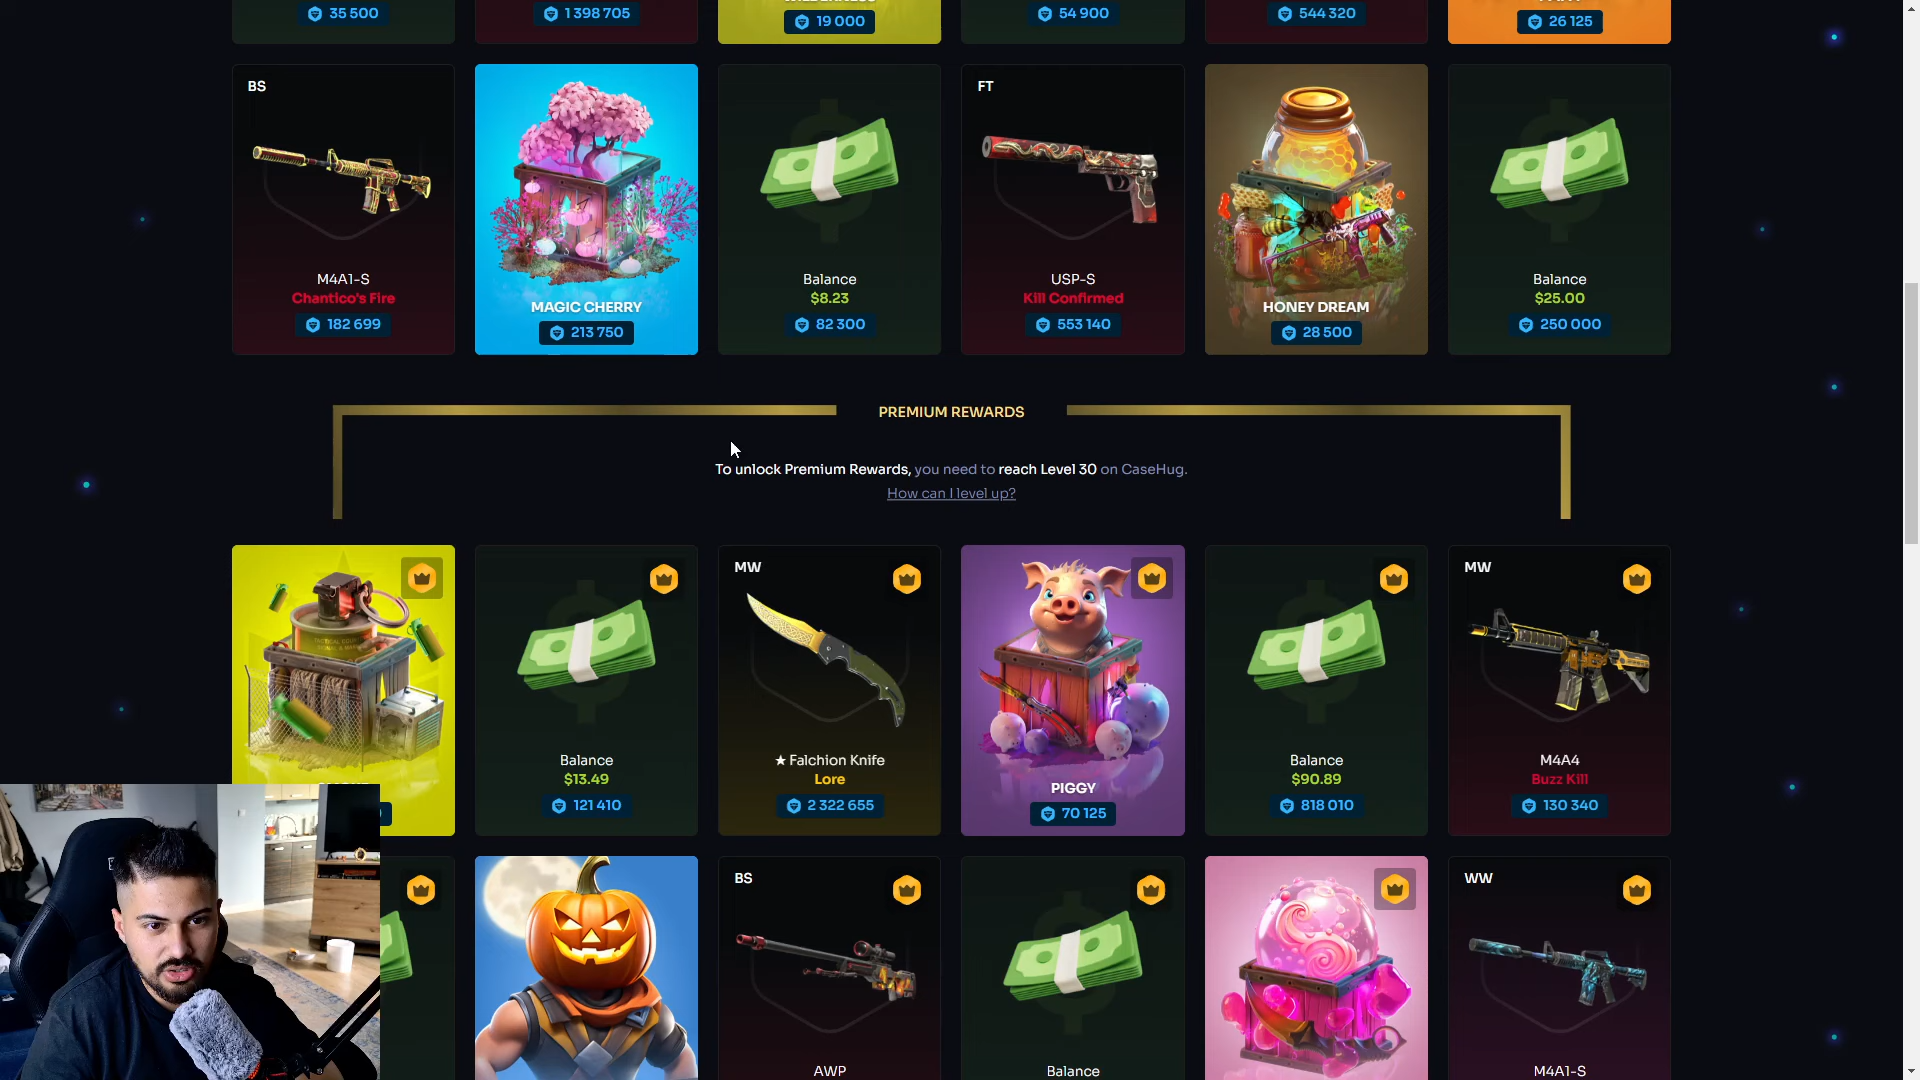 35 500
1 398 705
19 000
54 900
544 320
26 125
BS
M4A1-S
Chantico's Fire
182 699
MAGIC CHERRY
213 750
Balance
$8.23
82 300
FT
USP-S
Kill Confirmed
553 140
HONEY DREAM
28 500
Balance
$25.00
250 000
PREMIUM REWARDS
To unlock Premium Rewards, you need to reach Level 30 on CaseHug.
How can I level up?
Balance
$13.49
121 410
MW
★ Falchion Knife
Lore
2 322 655
PIGGY
70 125
Balance
$90.89
818 010
MW
M4A4
Buzz Kill
130 340
BS
AWP
Balance
WW
M4A1-S